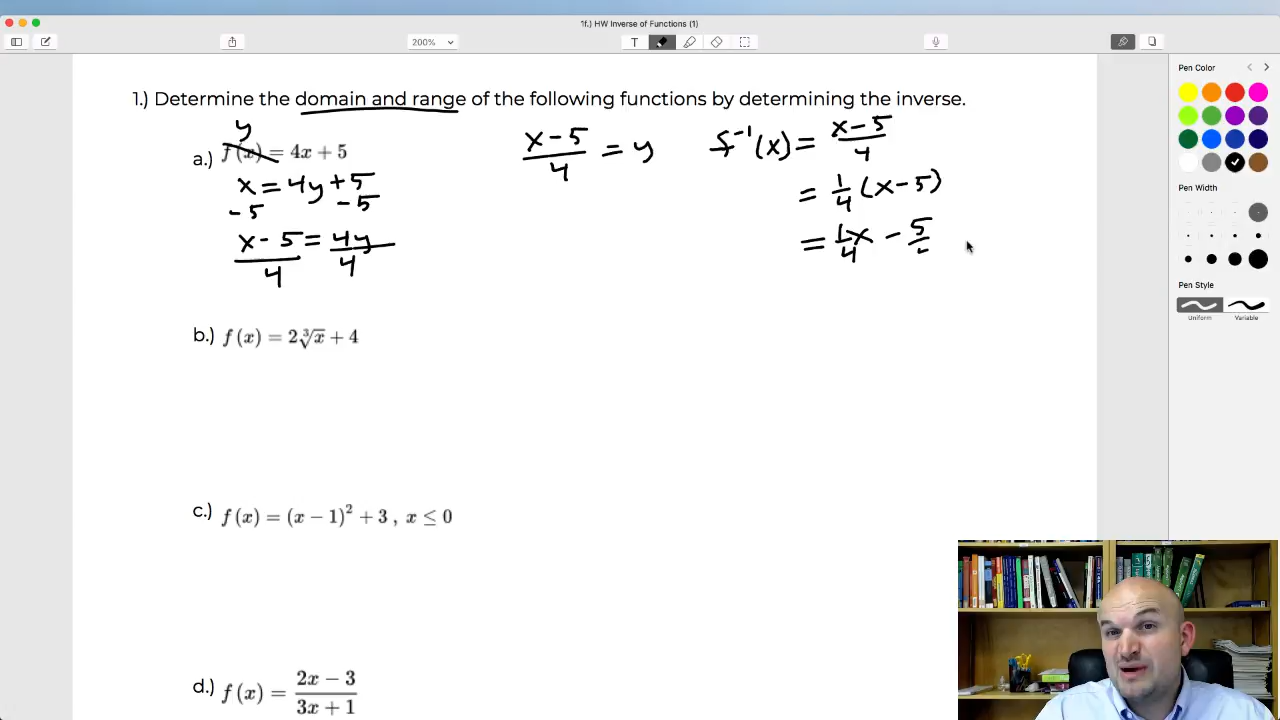 1f.) HW Inverse of Functions (1)
200%
T
1.) Determine the domain and range of the following functions by determining the inverse.
y
a.) f(x) = 4x + 5
x = 4y + 5
-5 -5
x - 5 = 4y
4 4
x - 5 = y
4
f⁻¹(x) = x - 5
4
= 1/4 (x - 5)
= 1/4 x - 5/
b.) f(x) = 2∛x + 4
c.) f(x) = (x − 1)² + 3 , x ≤ 0
d.) f(x) = 2x − 3
3x + 1
Pen Color
Pen Width
Pen Style
Uniform Variable